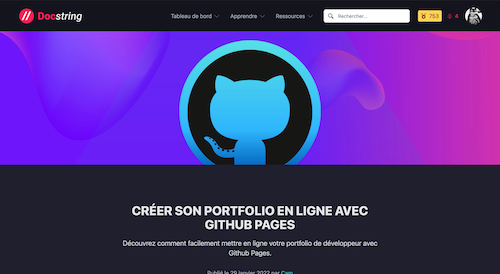 Docstring
Tableau de bord
Apprendre
Ressources
Rechercher...
753
4
CRÉER SON PORTFOLIO EN LIGNE AVEC
GITHUB PAGES
Découvrez comment facilement mettre en ligne votre portfolio de développeur avec
Github Pages.
Publié le 29 janvier 2022 par